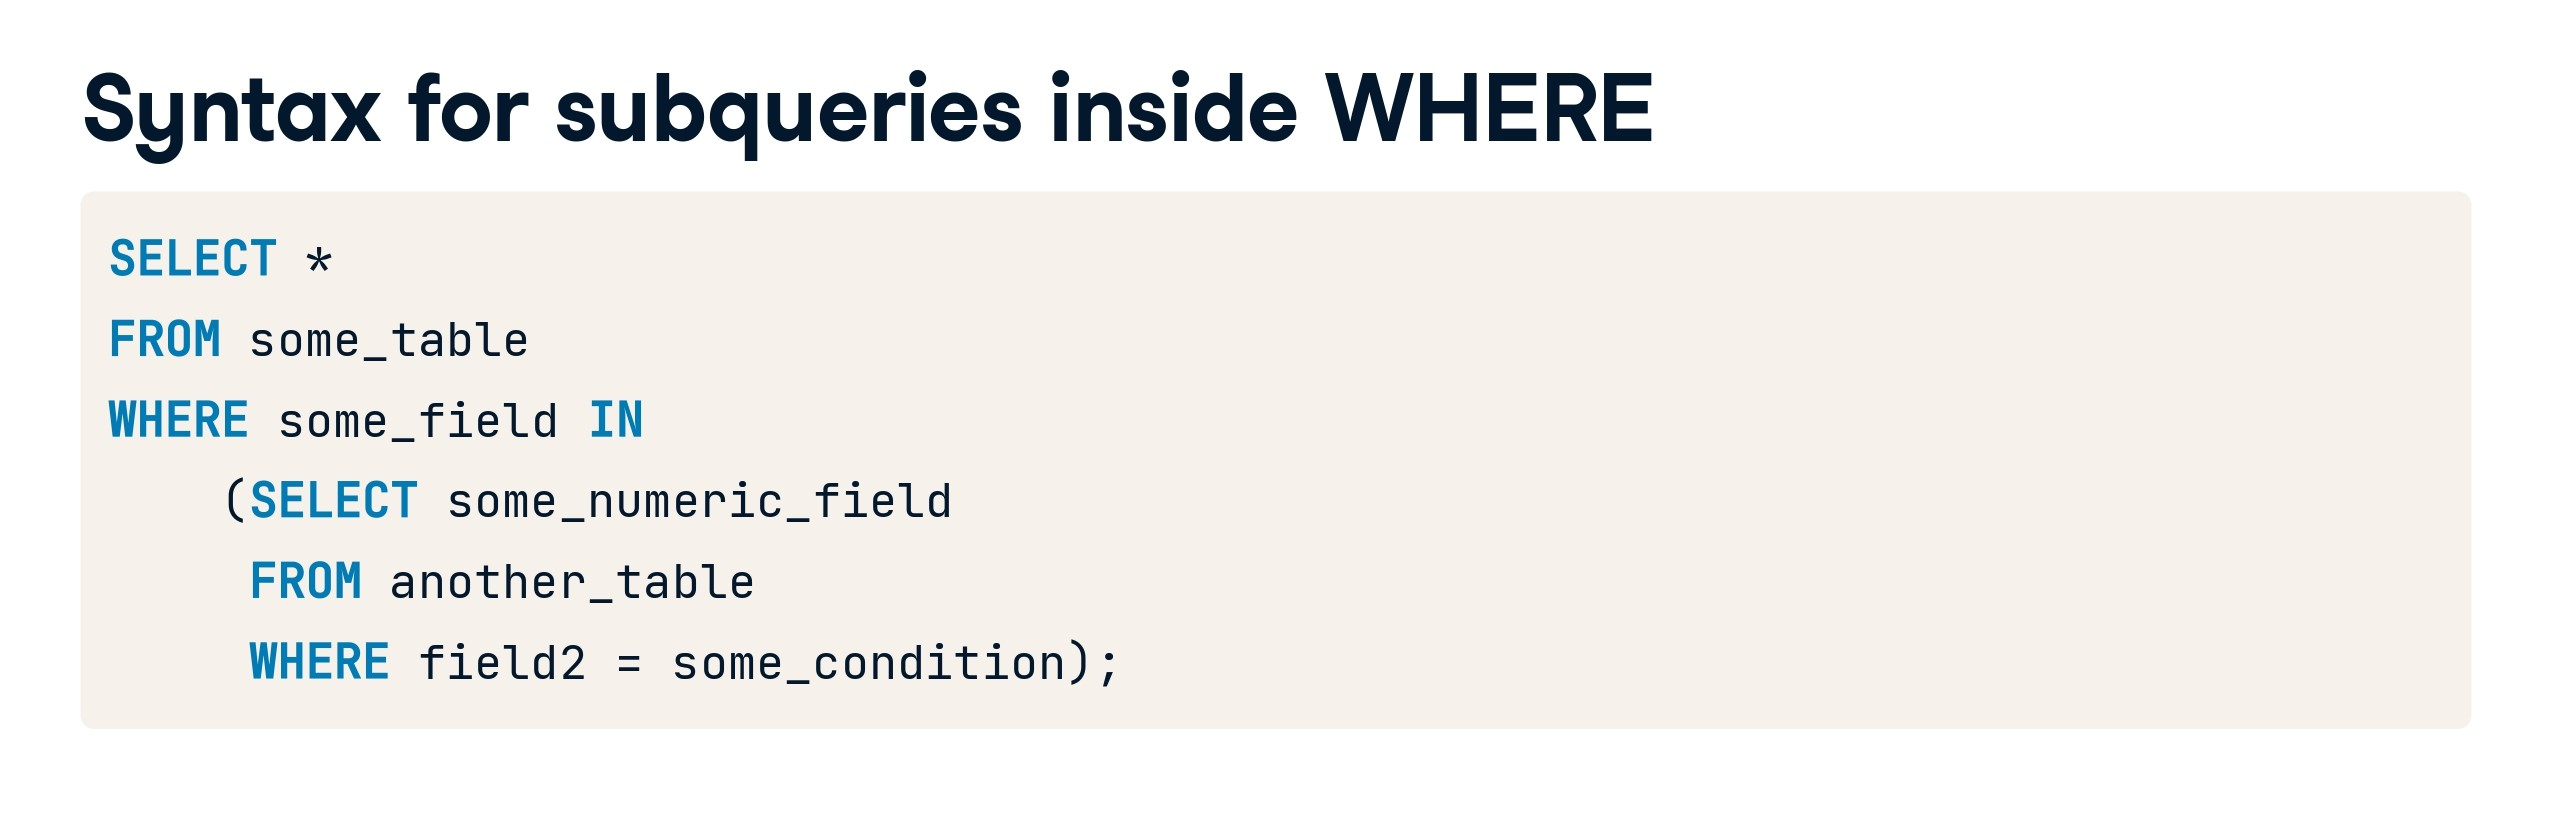 Syntax for subqueries inside WHERE
SELECT *
FROM some_table
WHERE some_field IN
    (SELECT some_numeric_field
     FROM another_table
     WHERE field2 = some_condition);